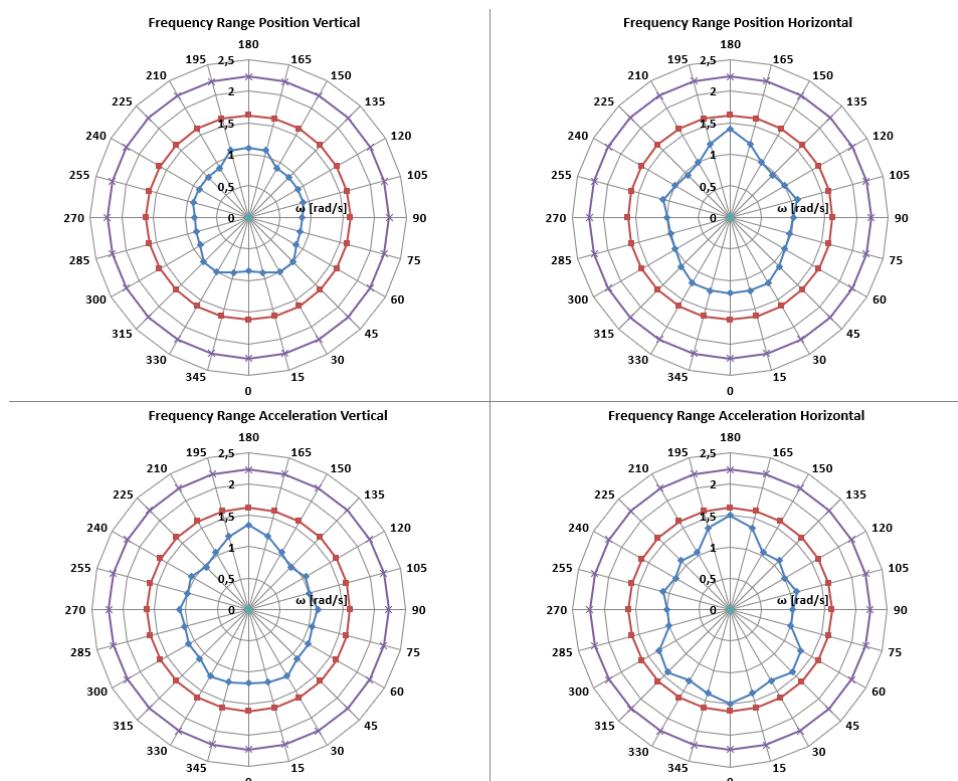 Frequency Range Position Vertical
180
195 2,5 165
210 2 150
225 1,5 135
240 1 120
255 0,5 105
270 0 ω [rad/s] 90
285 75
300 60
315 45
330 30
345 15
0
Frequency Range Position Horizontal
180
195 2,5 165
210 2 150
225 1,5 135
240 1 120
255 0,5 105
270 0 ω [rad/s] 90
285 75
300 60
315 45
330 30
345 15
0
Frequency Range Acceleration Vertical
180
195 2,5 165
210 2 150
225 1,5 135
240 1 120
255 0,5 105
270 0 ω [rad/s] 90
285 75
300 60
315 45
330 30
345 15
0
Frequency Range Acceleration Horizontal
180
195 2,5 165
210 2 150
225 1,5 135
240 1 120
255 0,5 105
270 0 ω [rad/s] 90
285 75
300 60
315 45
330 30
345 15
0